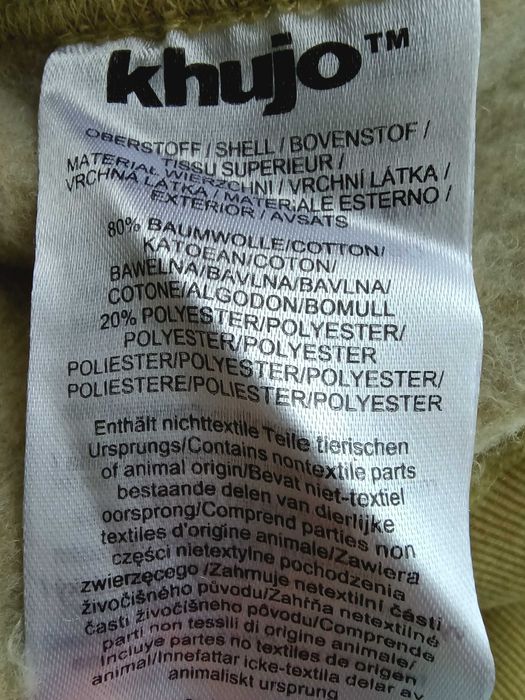 khujo™
OBERSTOFF / SHELL / BOVENSTOF /
TISSU SUPERIEUR /
MATERIAŁ WIERZCHNI / VRCHNÍ LÁTKA /
VRCHNÁ LÁTKA / MATERIALE ESTERNO /
EXTERIOR / AVSATS
80% BAUMWOLLE/COTTON/
KATOEAN/COTON/
BAWEŁNA/BAVLNA/BAVLNA/
COTONE/ALGODON/BOMULL
20% POLYESTER/POLYESTER/
POLYESTER/POLYESTER
POLIESTER/POLYESTER/POLYESTER/
POLIESTERE/POLIESTER/POLYESTER
Enthält nichttextile Teile tierischen
Ursprungs/Contains nontextile parts
of animal origin/Bevat niet-textiel
bestaande delen van dierlijke
oorsprong/Comprend parties non
textiles d'origine animale/Zawiera
części nietextylne pochodzenia
zwierzęcego /Zahrnuje netextilní části
živočišného původu/Zahŕňa netextilné
časti živočíšneho pôvodu/Comprende
parti non tessili di origine animale/
Incluye partes no textiles de origen
animal/Innefattar icke-textila delar av
animaliskt ursprung